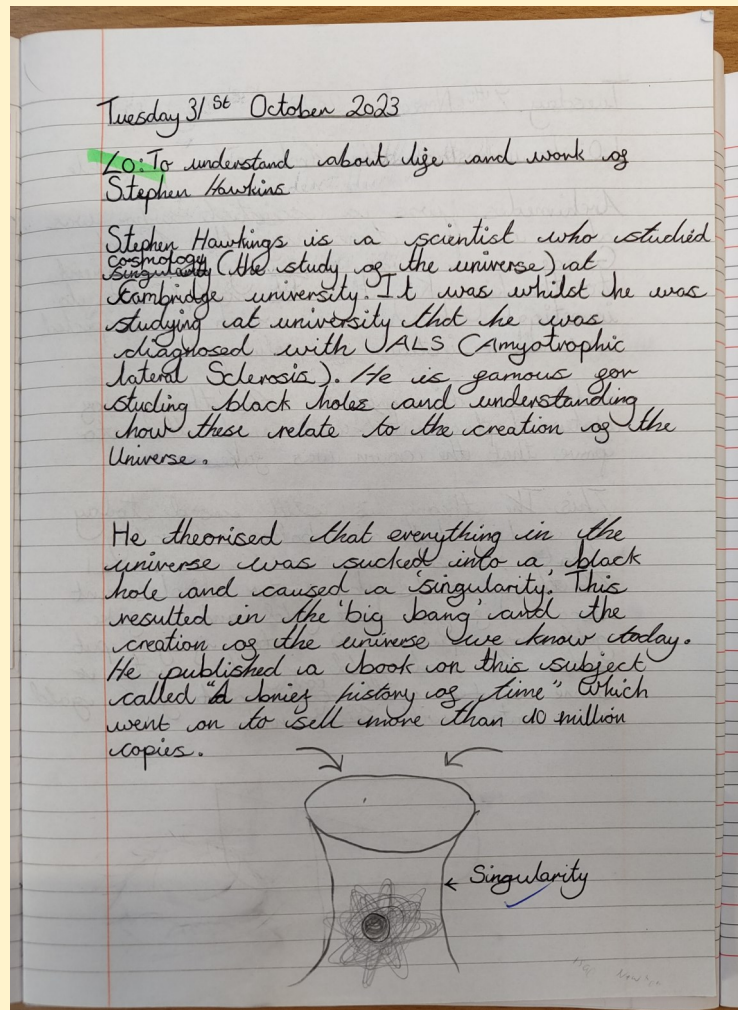 Tuesday 31st October 2023
Lo: To understand about life and work of
Stephen Hawkins
Stephen Hawkings is a scientist who studied
cosmology
singularity (the study of the universe) at
Cambridge university. It was whilst he was
studying at university that he was
diagnosed with ALS (Amyotrophic
lateral Sclerosis). He is famous for
studing black holes and understanding
how these relate to the creation of the
Universe.
He theorised that everything in the
universe was sucked into a black
hole and caused a 'singularity'. This
resulted in the 'big bang' and the
creation of the universe we know today.
He published a book on this subject
called "A brief history of time" which
went on to sell more than 10 million
copies.
Singularity